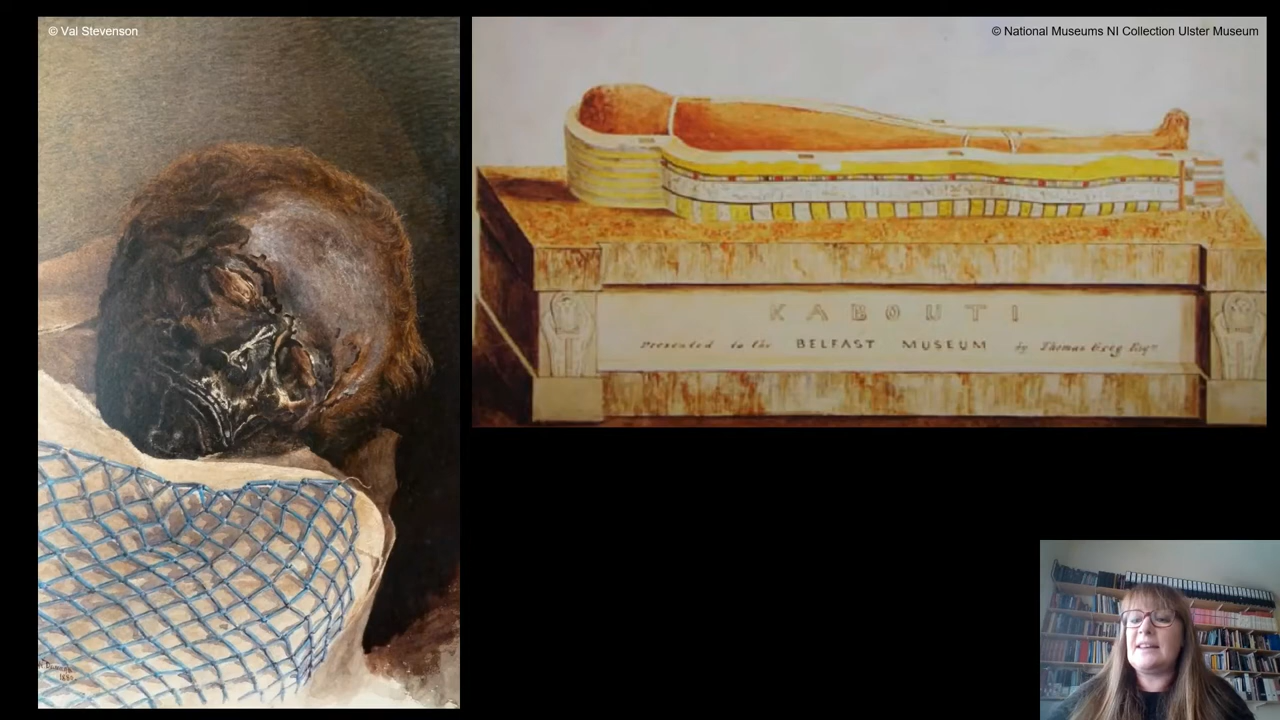 © Val Stevenson
© National Museums NI Collection Ulster Museum
KABOUTI
Presented to the BELFAST MUSEUM by Thomas Greg Esqre